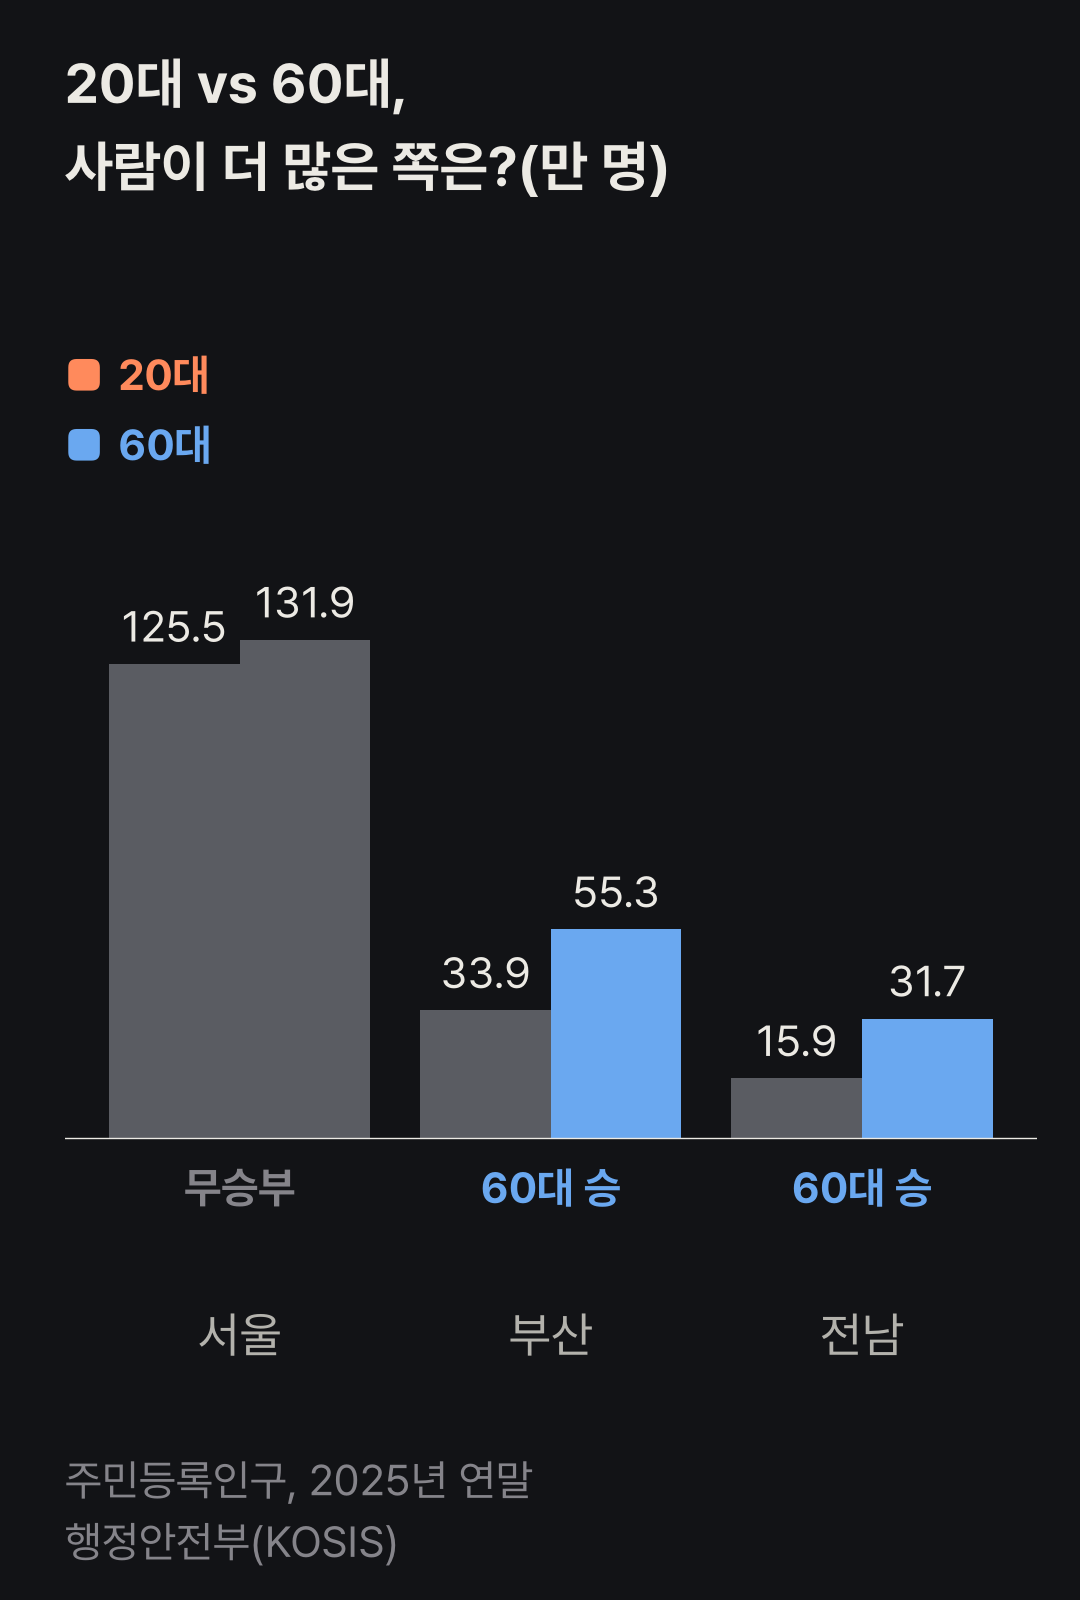 20대 vs 60대,
사람이 더 많은 쪽은?(만 명)
20대
60대
125.5
131.9
33.9
55.3
15.9
31.7
무승부
60대 승
60대 승
서울
부산
전남
주민등록인구, 2025년 연말
행정안전부(KOSIS)